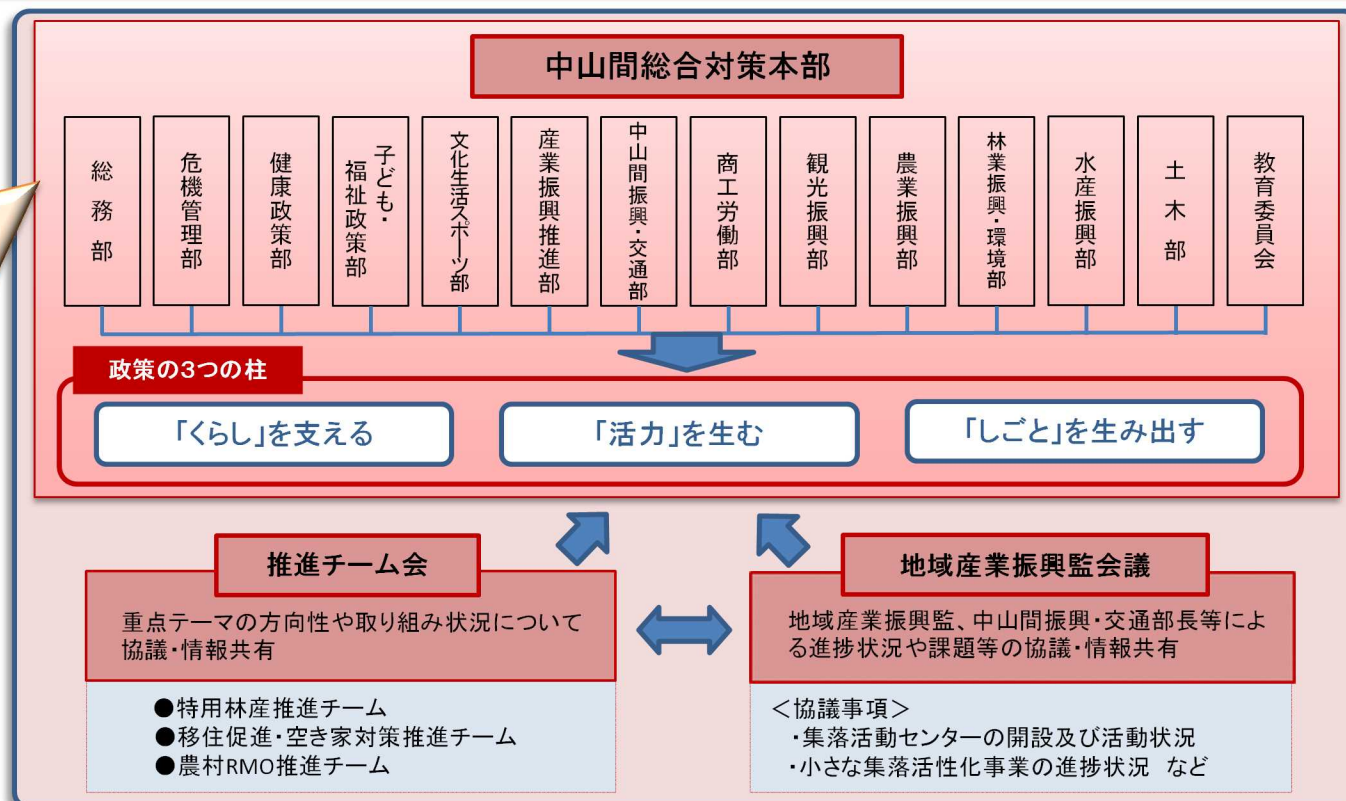 中山間総合対策本部
総務部
危機管理部
健康政策部
子ども・
福祉政策部
文化生活スポーツ部
産業振興推進部
中山間振興・交通部
商工労働部
観光振興部
農業振興部
林業振興・環境部
水産振興部
土木部
教育委員会
政策の3つの柱
「くらし」を支える
「活力」を生む
「しごと」を生み出す
推進チーム会
重点テーマの方向性や取り組み状況について
協議・情報共有
●特用林産推進チーム
●移住促進・空き家対策推進チーム
●農村RMO推進チーム
地域産業振興監会議
地域産業振興監、中山間振興・交通部長等によ
る進捗状況や課題等の協議・情報共有
＜協議事項＞
・集落活動センターの開設及び活動状況
・小さな集落活性化事業の進捗状況 など